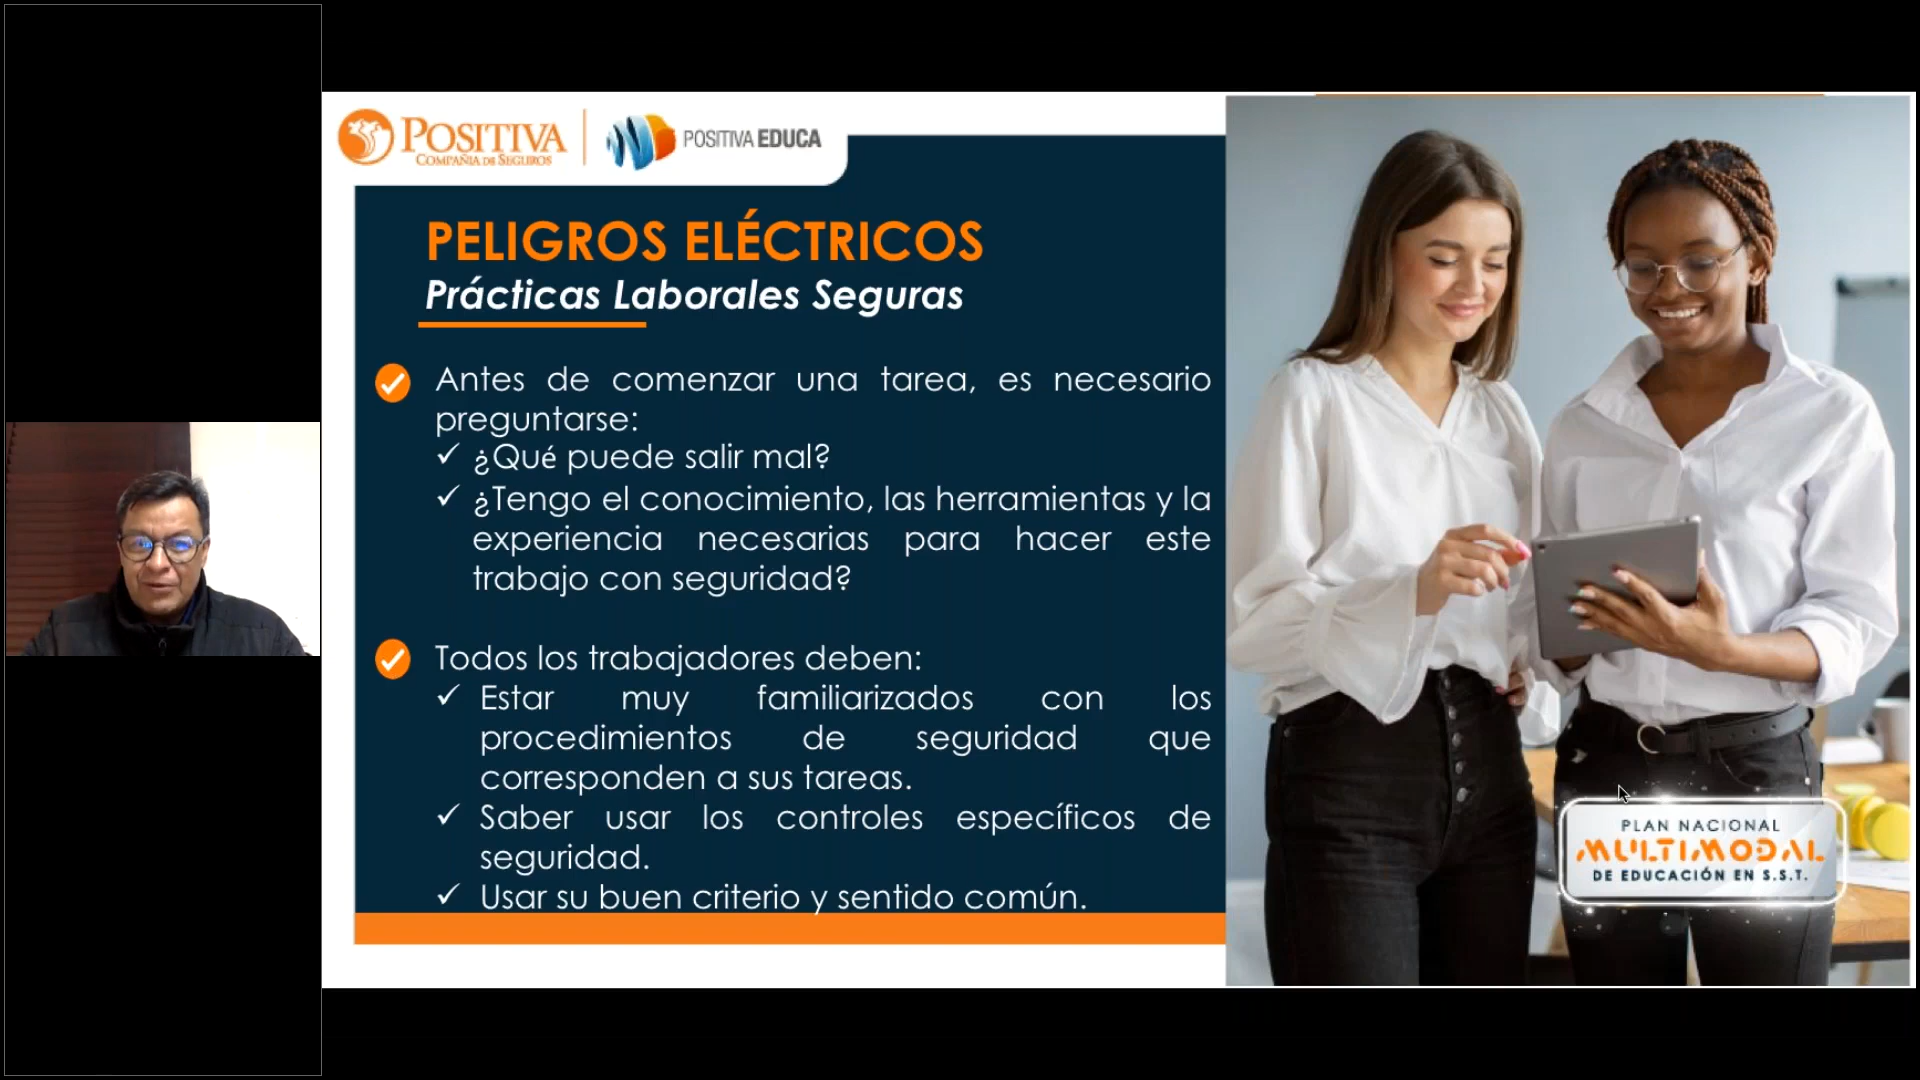 POSITIVA
COMPAÑIA DE SEGUROS
POSITIVA EDUCA
PELIGROS ELÉCTRICOS
Prácticas Laborales Seguras
Antes de comenzar una tarea, es necesario
preguntarse:
¿Qué puede salir mal?
¿Tengo el conocimiento, las herramientas y la
experiencia necesarias para hacer este
trabajo con seguridad?
Todos los trabajadores deben:
Estar muy familiarizados con los
procedimientos de seguridad que
corresponden a sus tareas.
Saber usar los controles específicos de
seguridad.
Usar su buen criterio y sentido común.
PLAN NACIONAL
MULTIMODAL
DE EDUCACIÓN EN S.S.T.